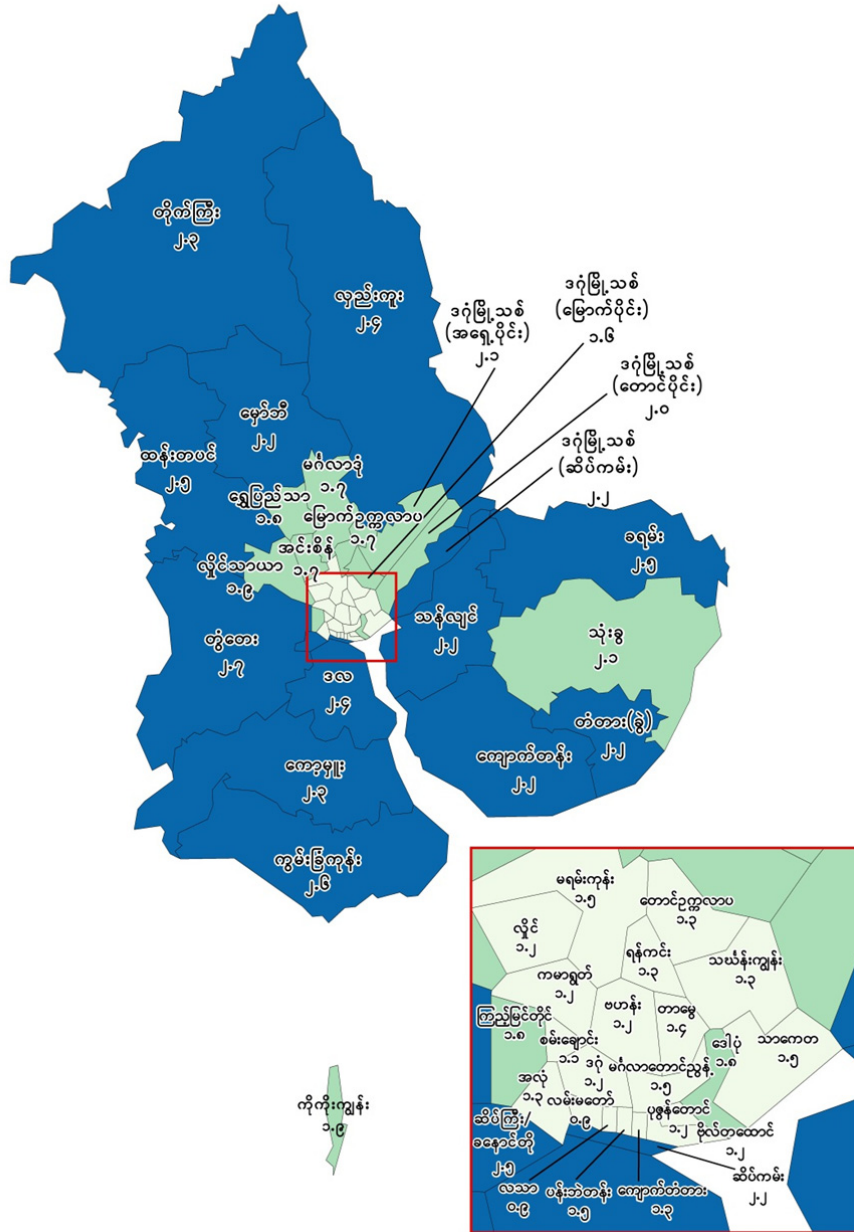 တိုက်ကြီး
၂.၃
လှည်းကူး
၂.၄
ဒဂုံမြို့သစ်
(အရှေ့ပိုင်း)
၂.၁
ဒဂုံမြို့သစ်
(မြောက်ပိုင်း)
၁.၆
ဒဂုံမြို့သစ်
(တောင်ပိုင်း)
၂.၀
ဒဂုံမြို့သစ်
(ဆိပ်ကမ်း)
၂.၂
မှော်ဘီ
၂.၂
ထန်းတပင်
၂.၅
မင်္ဂလာဒုံ
၁.၇
ရွှေပြည်သာ
၁.၈
မြောက်ဥက္ကလာပ
၁.၇
အင်းစိန်
၁.၇
လှိုင်သာယာ
၁.၉
ခရမ်း
၂.၅
သုံးခွ
၂.၁
သန်လျင်
၂.၂
တွံတေး
၂.၇
ဒလ
၂.၄
တံတား(ခွဲ)
၂.၂
ကျောက်တန်း
၂.၂
ကော့မှူး
၂.၃
ကွမ်းခြံကုန်း
၂.၆
ကိုကိုးကျွန်း
၁.၉
မရမ်းကုန်း
၁.၅
တောင်ဥက္ကလာပ
၁.၃
လှိုင်
၁.၂
ရန်ကင်း
၁.၃
သင်္ဃန်းကျွန်း
၁.၃
ကမာရွတ်
၁.၂
ဗဟန်း
၁.၂
တာမွေ
၁.၄
ကြည့်မြင်တိုင်
၁.၈
စမ်းချောင်း
၁.၁
ဒေါပုံ
၁.၈
သာကေတ
၁.၅
ဒဂုံ
၁.၂
မင်္ဂလာတောင်ညွန့်
၁.၅
အလုံ
၁.၃
လမ်းမတော်
၀.၉
ပုဇွန်တောင်
၁.၂
ဗိုလ်တထောင်
၁.၂
ဆိပ်ကြီး/
ခနောင်တို
၂.၅
ဆိပ်ကမ်း
၂.၂
လသာ
၀.၉
ပန်းဘဲတန်း
၁.၅
ကျောက်တံတား
၁.၃